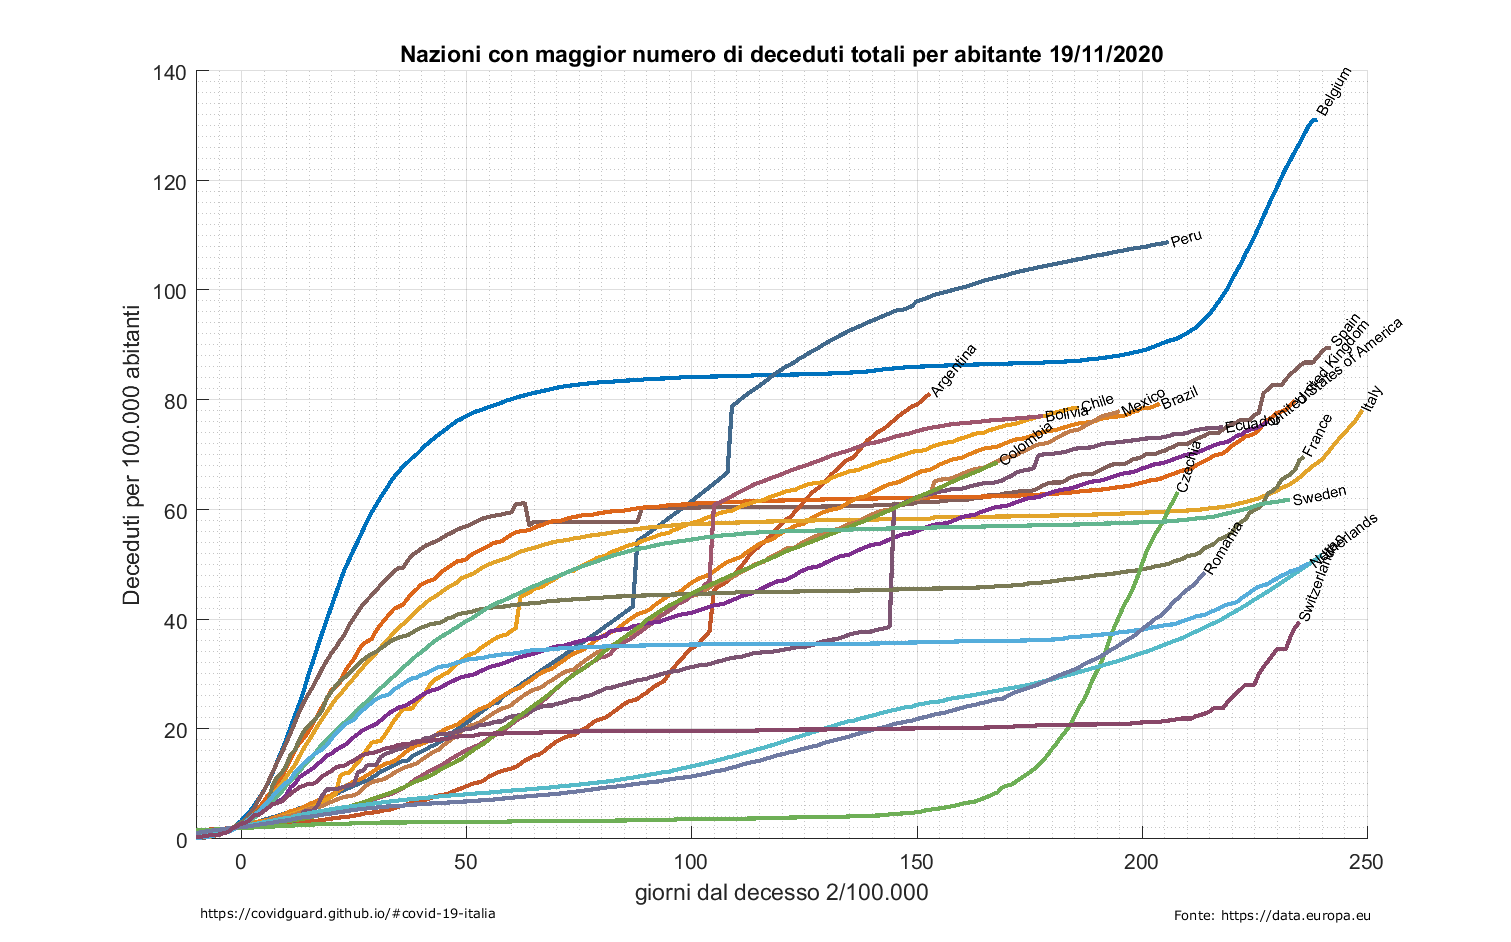 Nazioni con maggior numero di deceduti totali per abitante 19/11/2020
Deceduti per 100.000 abitanti
140
120
100
80
60
40
20
0
Belgium
Peru
Spain
United Kingdom
United States of America
Argentina
Italy
Chile
Bolivia
Mexico
Brazil
Ecuador
France
Colombia
Czechia
Sweden
Romania
Netherlands
Iran
Switzerland
0
50
100
150
200
250
giorni dal decesso 2/100.000
https://covidguard.github.io/#covid-19-italia
Fonte: https://data.europa.eu